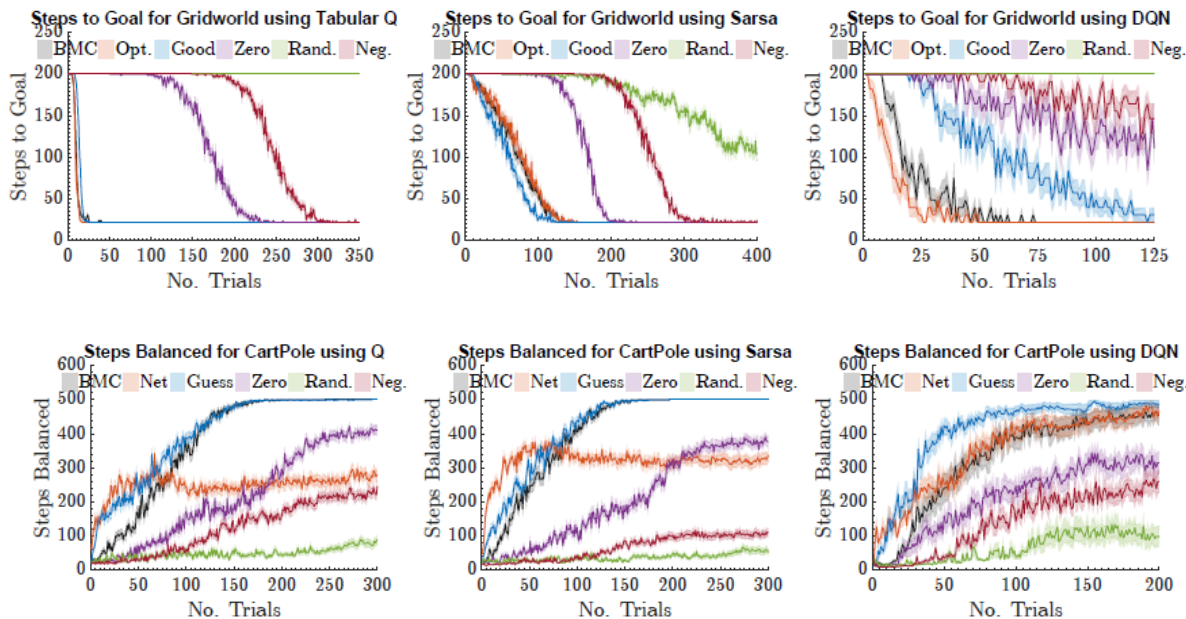 Steps to Goal for Gridworld using Tabular Q
250
BMC Opt. Good Zero Rand. Neg.
200
150
100
50
0
Steps to Goal
0 50 100 150 200 250 300 350
No. Trials
Steps to Goal for Gridworld using Sarsa
250
BMC Opt. Good Zero Rand. Neg.
200
150
100
50
0
Steps to Goal
0 100 200 300 400
No. Trials
Steps to Goal for Gridworld using DQN
250
BMC Opt. Good Zero Rand. Neg.
200
150
100
50
0
Steps to Goal
0 25 50 75 100 125
No. Trials
Steps Balanced for CartPole using Q
600
BMC Net Guess Zero Rand. Neg.
500
400
300
200
100
0
Steps Balanced
0 50 100 150 200 250 300
No. Trials
Steps Balanced for CartPole using Sarsa
600
BMC Net Guess Zero Rand. Neg.
500
400
300
200
100
0
Steps Balanced
0 50 100 150 200 250 300
No. Trials
Steps Balanced for CartPole using DQN
600
BMC Net Guess Zero Rand. Neg.
500
400
300
200
100
0
Steps Balanced
0 50 100 150 200
No. Trials